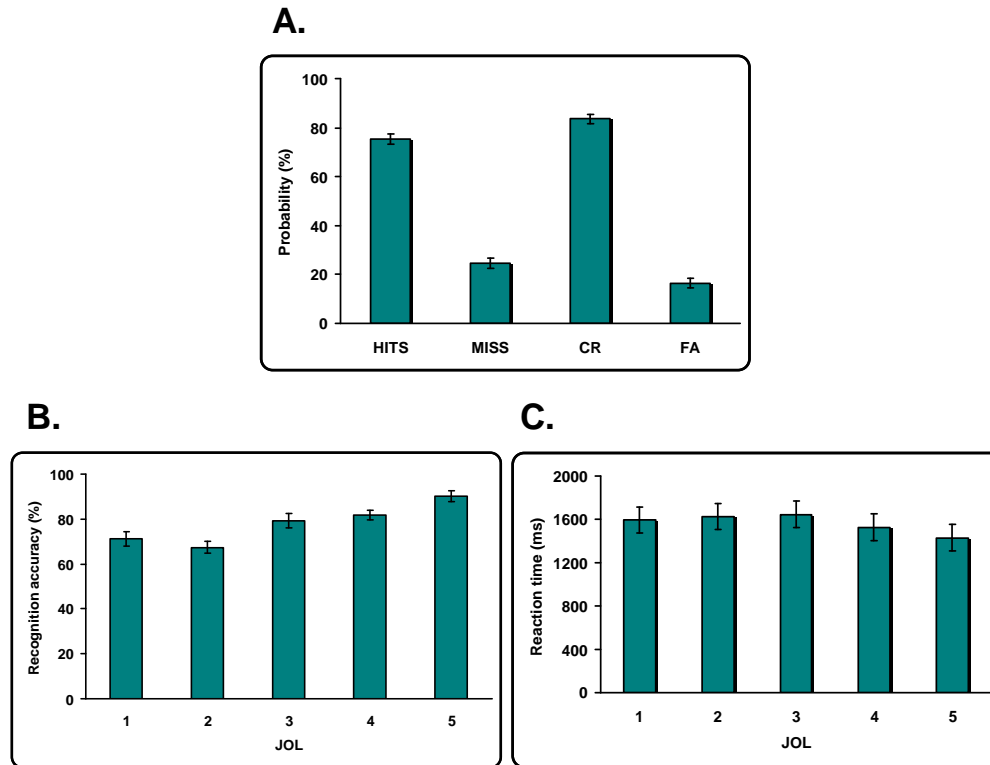 A.
Probability (%)
100
80
60
40
20
0
HITS MISS CR FA
B.
Recognition accuracy (%)
100
80
60
40
20
0
1 2 3 4 5
JOL
C.
Reaction time (ms)
2000
1600
1200
800
400
0
1 2 3 4 5
JOL